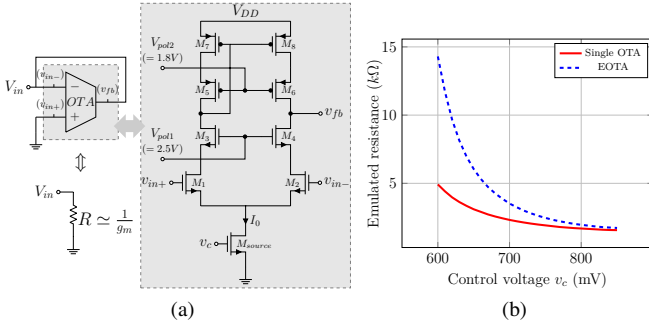 V_DD
M_7
M_8
V_pol2
(= 1.8V)
M_5
M_6
V_in
(v_in−)
(v_fb)
−
OTA
(v_in+)
+
v_fb
M_3
M_4
V_pol1
(= 2.5V)
v_in+
M_1
M_2
v_in−
I_0
v_c
M_source
V_in
R ≃ 1/g_m
(a)
Single OTA
EOTA
Emulated resistance (kΩ)
15
10
5
600
700
800
Control voltage v_c (mV)
(b)